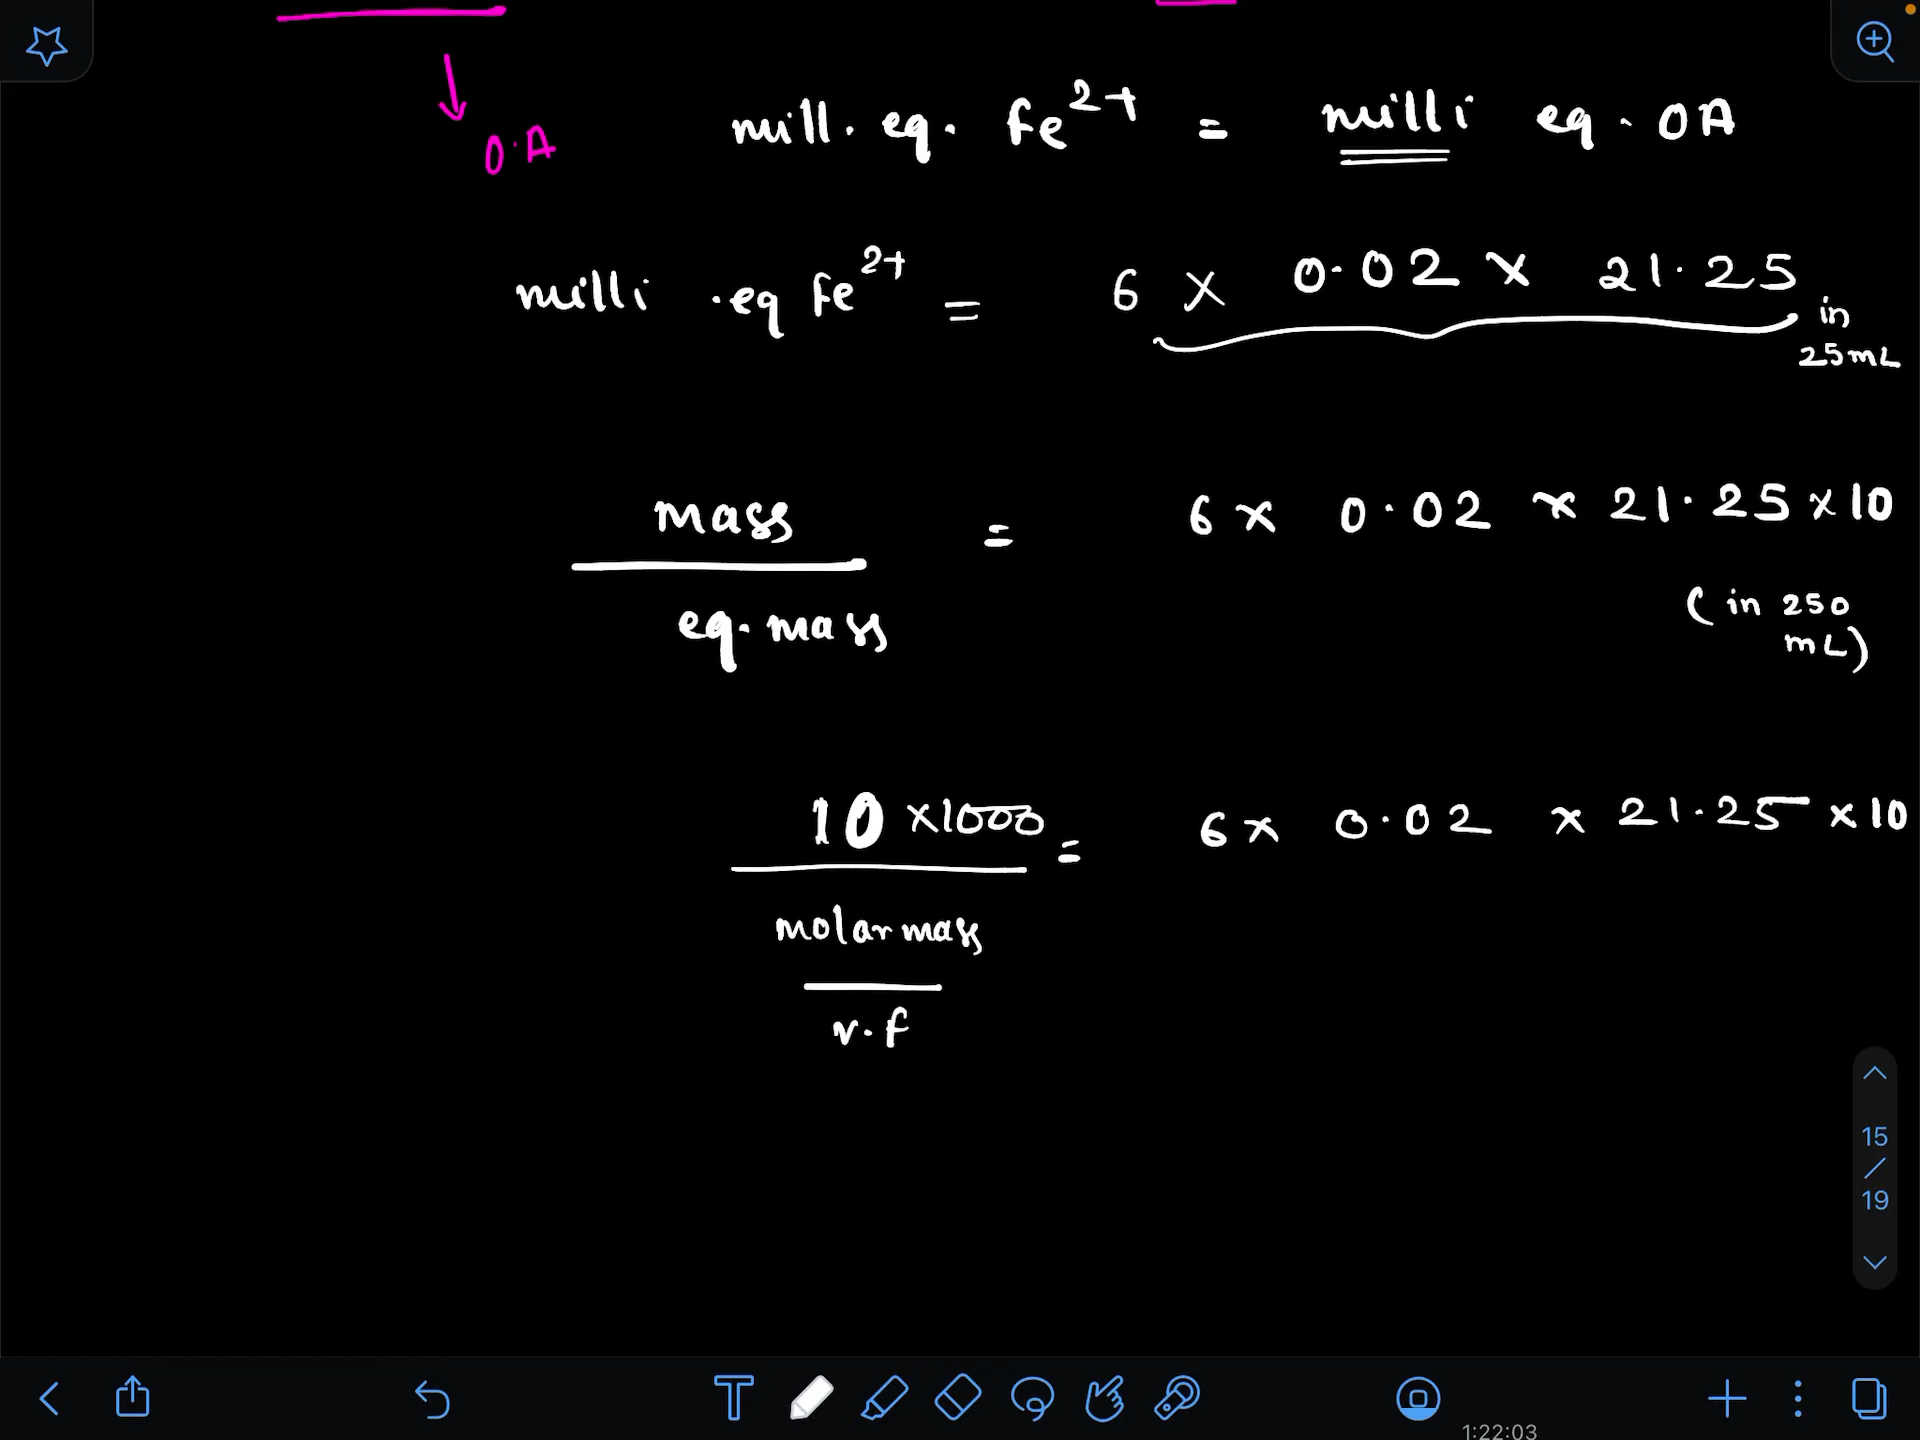 O.A
mill. eq. Fe2+ = milli eq. OA
milli .eq Fe2+ = 6 x 0.02 x 21.25
in
25mL
mass = 6 x 0.02 x 21.25 x 10
eq. mass
( in 250
mL)
10 x1000 = 6 x 0.02 x 21.25 x 10
molar mass
v.f
15
/
19
1:22:03